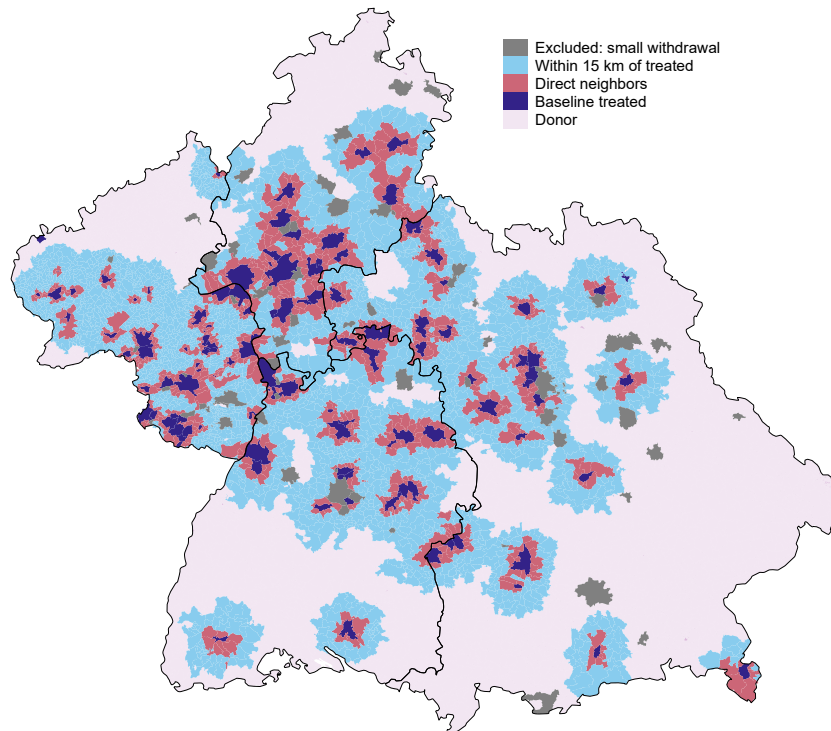 Excluded: small withdrawal
Within 15 km of treated
Direct neighbors
Baseline treated
Donor